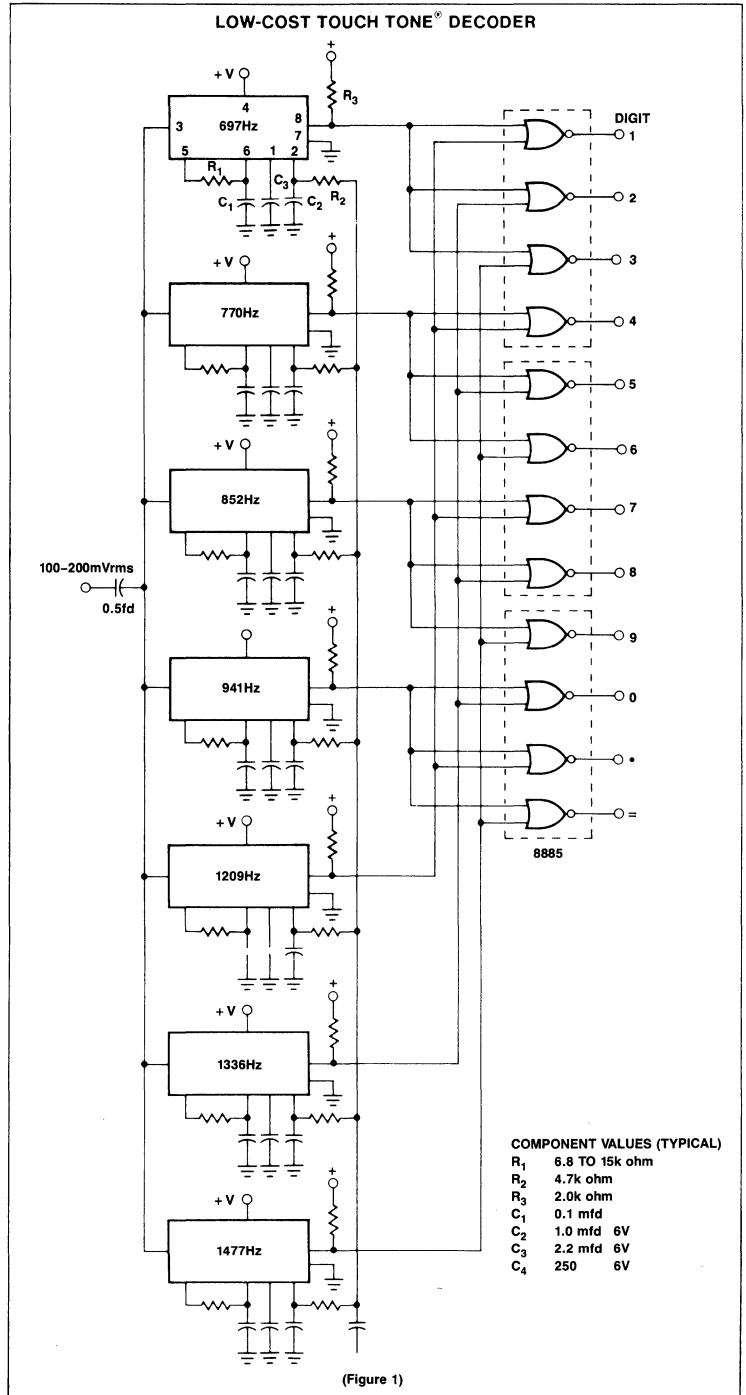 LOW-COST TOUCH TONE® DECODER
+
+V
R3
4
3
8
697Hz
7
5
6
1
2
R1
C3
R2
C1
C2
DIGIT
1
2
3
4
5
6
7
8
9
0
•
=
8885
+
+V
770Hz
+
+V
852Hz
100–200mVrms
0.5fd
+
941Hz
+
+V
1209Hz
+
+V
1336Hz
+
+V
1477Hz
COMPONENT VALUES (TYPICAL)
R1 6.8 TO 15k ohm
R2 4.7k ohm
R3 2.0k ohm
C1 0.1 mfd
C2 1.0 mfd 6V
C3 2.2 mfd 6V
C4 250 6V
(Figure 1)